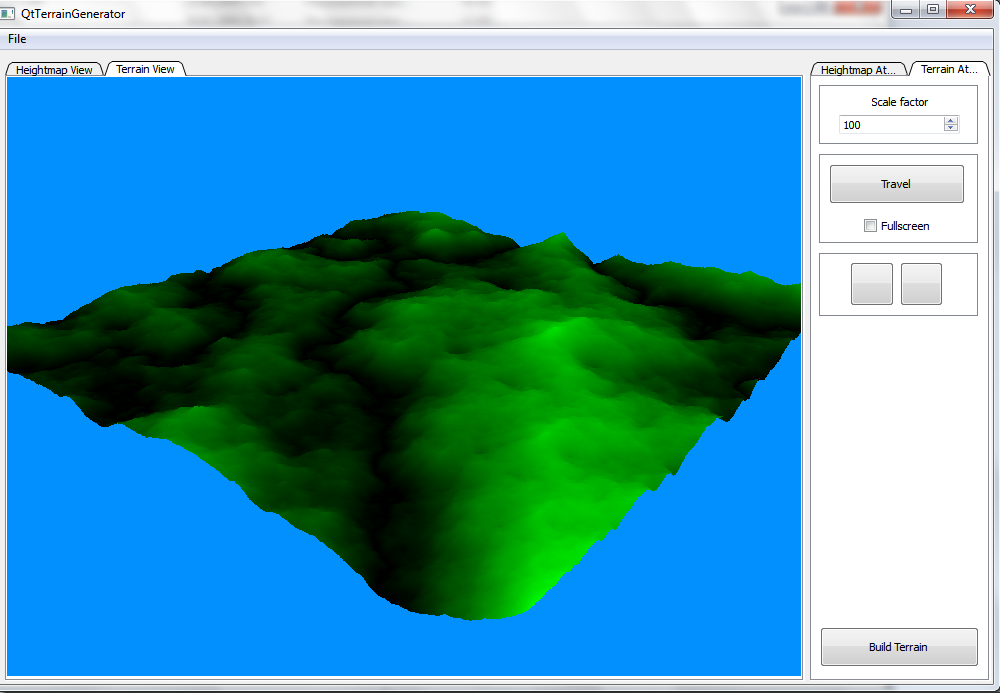 QtTerrainGenerator
File
Heightmap View
Terrain View
Heightmap At...
Terrain At...
Scale factor
100
Travel
Fullscreen
Build Terrain